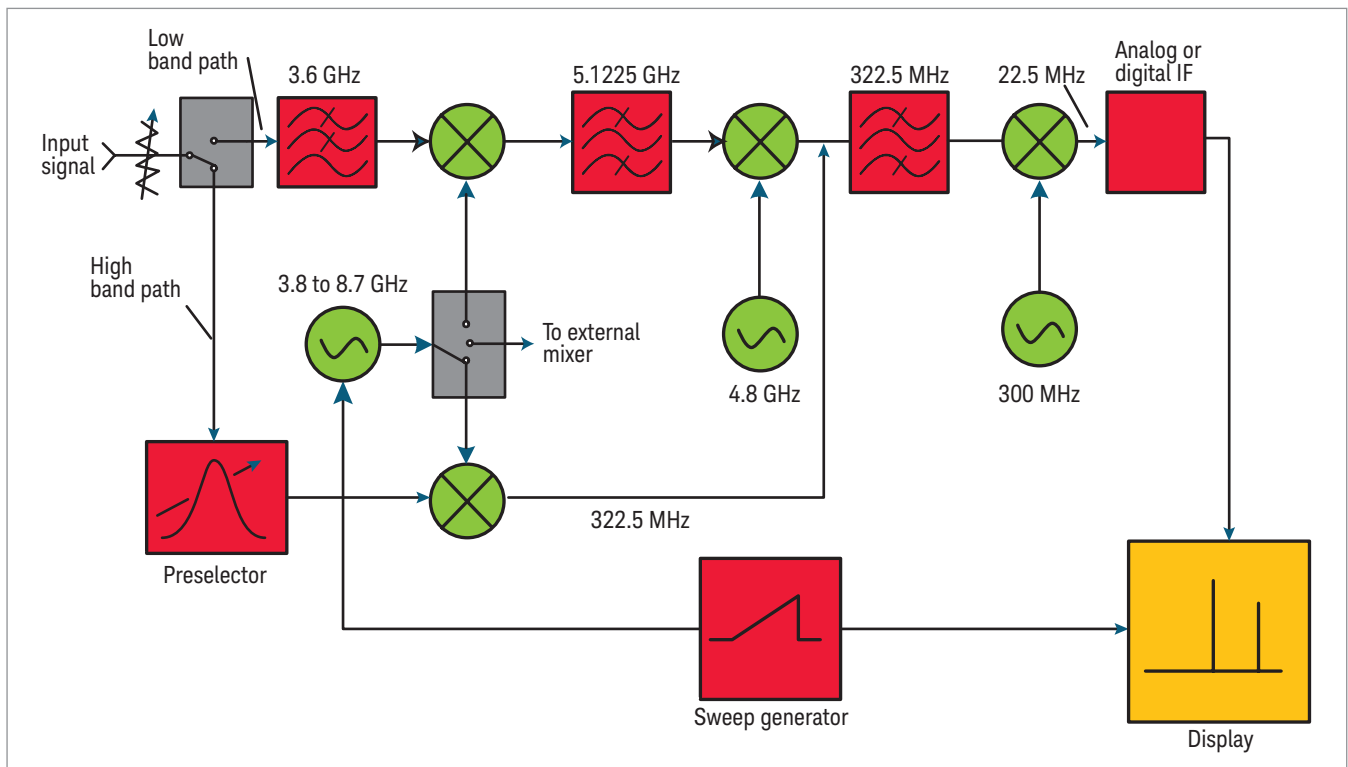 Low
band path
3.6 GHz
5.1225 GHz
322.5 MHz
22.5 MHz
Analog or
digital IF
Input
signal
High
band path
3.8 to 8.7 GHz
To external
mixer
4.8 GHz
300 MHz
Preselector
322.5 MHz
Sweep generator
Display